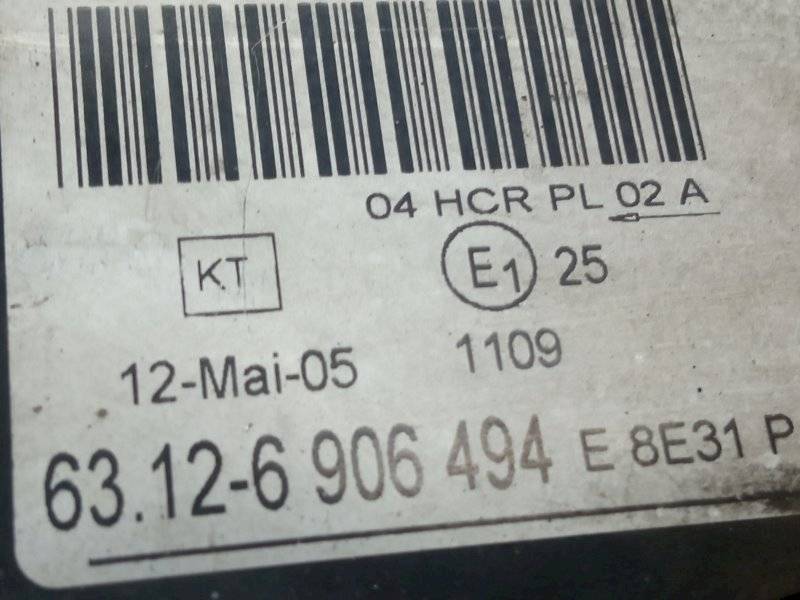 04 HCR PL 02 A
KT E1 25
12-Mai-05 1109
63.12-6 906 494 E 8E31 P